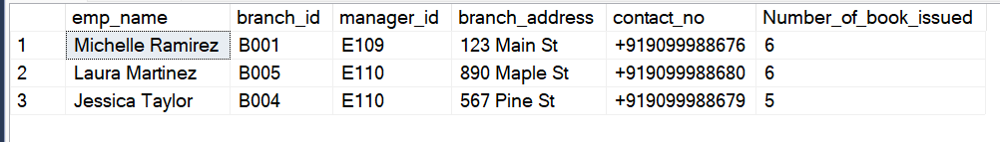 emp_name branch_id manager_id branch_address contact_no Number_of_book_issued
1 Michelle Ramirez B001 E109 123 Main St +919099988676 6
2 Laura Martinez B005 E110 890 Maple St +919099988680 6
3 Jessica Taylor B004 E110 567 Pine St +919099988679 5